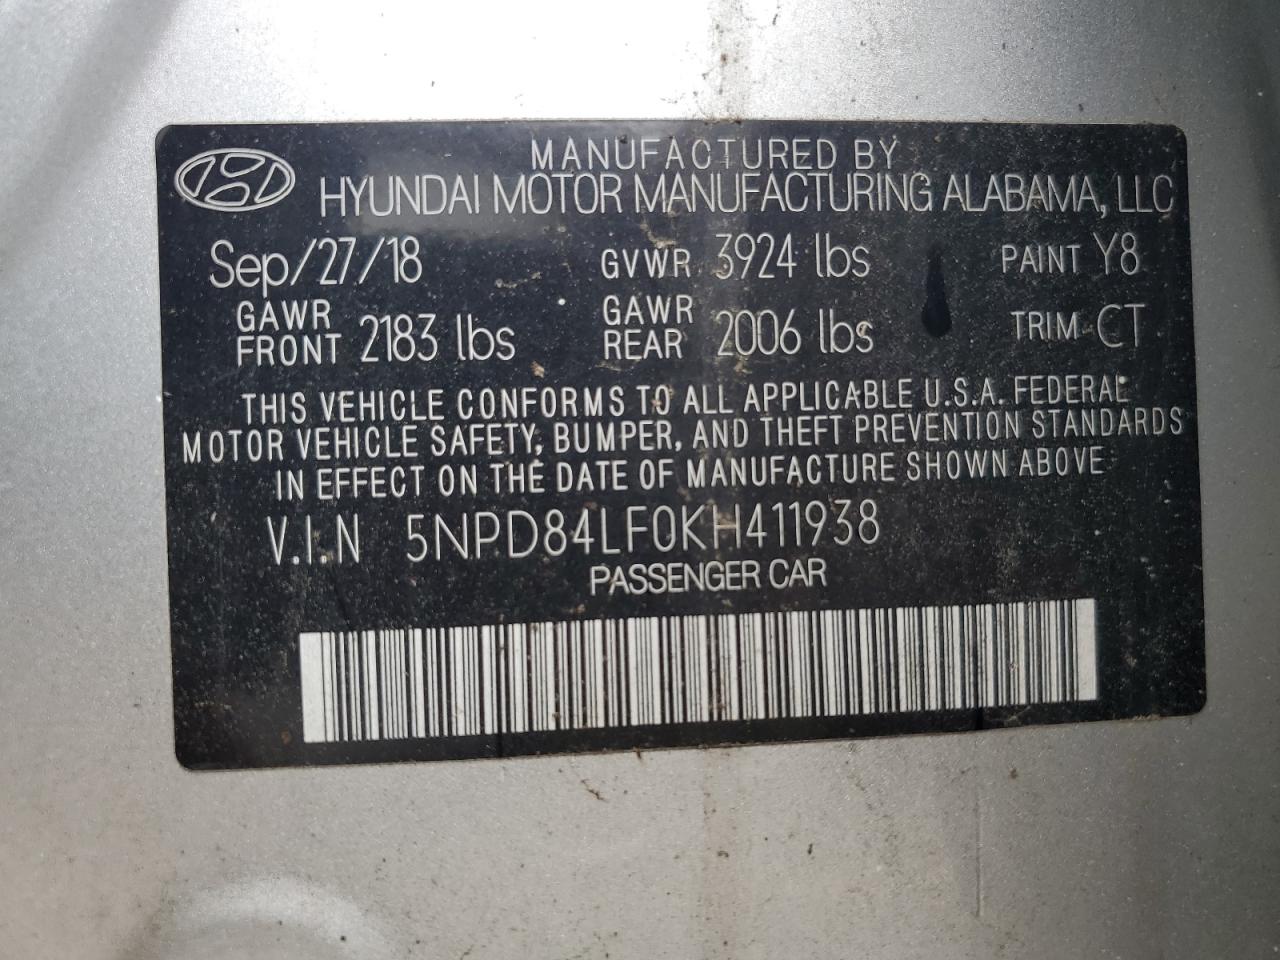 MANUFACTURED BY
HYUNDAI MOTOR MANUFACTURING ALABAMA, LLC
Sep/27/18 GVWR 3924 lbs PAINT Y8
GAWR FRONT 2183 lbs GAWR REAR 2006 lbs TRIM CT
THIS VEHICLE CONFORMS TO ALL APPLICABLE U.S.A. FEDERAL
MOTOR VEHICLE SAFETY, BUMPER, AND THEFT PREVENTION STANDARDS
IN EFFECT ON THE DATE OF MANUFACTURE SHOWN ABOVE
V.I.N 5NPD84LF0KH411938
PASSENGER CAR